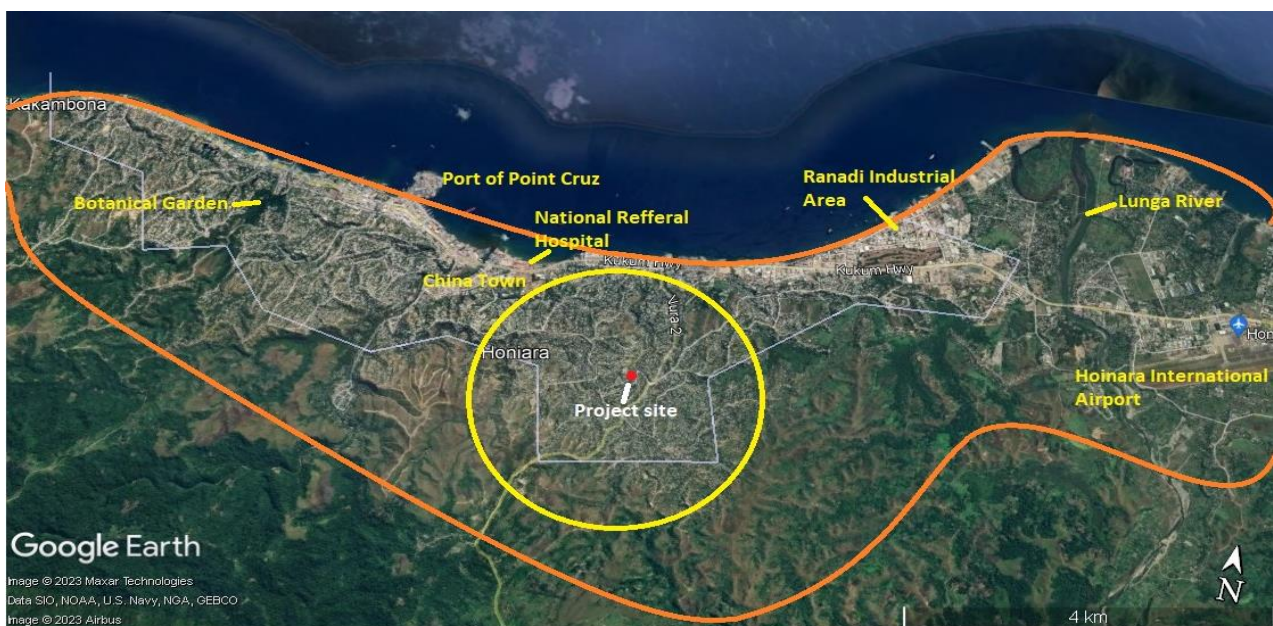 Kakambona
Port of Point Cruz
Ranadi Industrial
Area
Botanical Garden
Lunga River
National Refferal
Hospital
Kukum Hwy
Kukum Hwy
China Town
Vura 2
Honiara
Hon
Hoinara International
Airport
Project site
Google Earth
Image © 2023 Maxar Technologies
Data SIO, NOAA, U.S. Navy, NGA, GEBCO
Image © 2023 Airbus
N
4 km